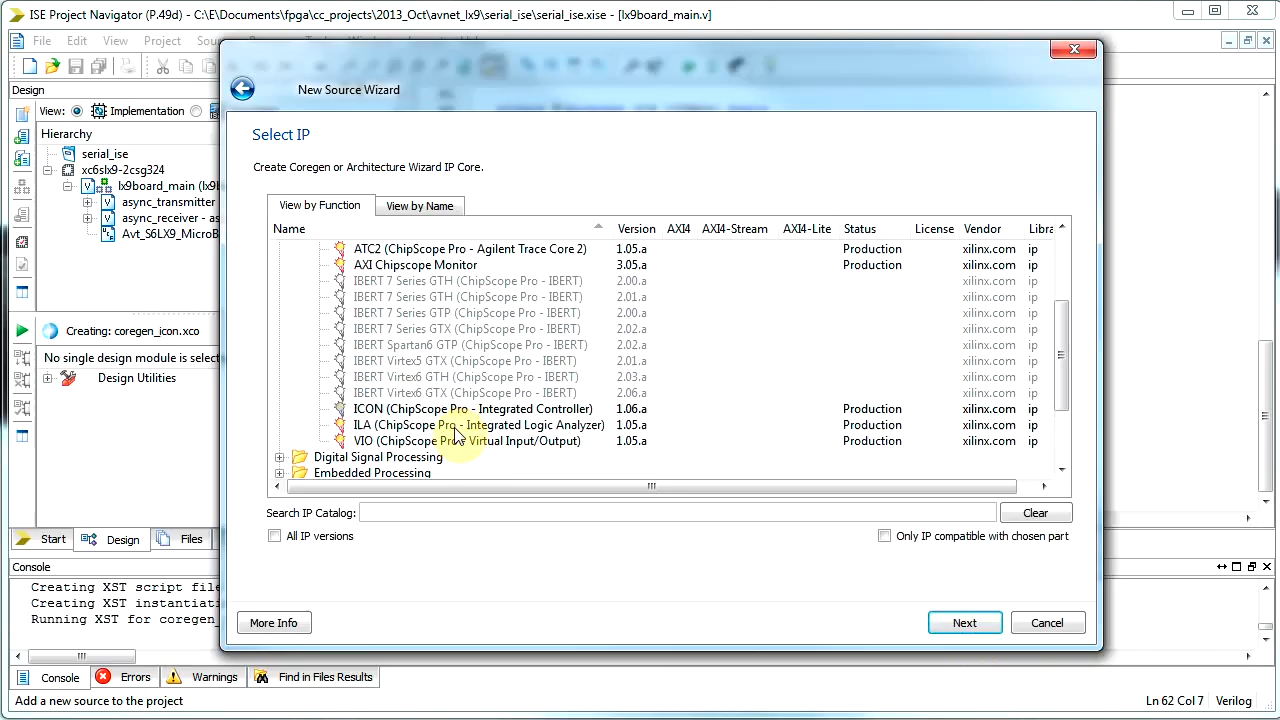 ISE Project Navigator (P.49d) - C:\E\Documents\fpga\cc_projects\2013_Oct\avnet_lx9\serial_ise\serial_ise.xise - [lx9board_main.v]
File Edit View Project
Design
View: Implementation
Hierarchy
serial_ise
xc6slx9-2csg324
lx9board_main (lx9b
async_transmitter
async_receiver - as
Avt_S6LX9_MicroB
Creating: coregen_icon.xco
No single design module is select
Design Utilities
Start Design Files
New Source Wizard
Select IP
Create Coregen or Architecture Wizard IP Core.
View by Function View by Name
Name Version AXI4 AXI4-Stream AXI4-Lite Status License Vendor Libra
ATC2 (ChipScope Pro - Agilent Trace Core 2) 1.05.a Production xilinx.com ip
AXI Chipscope Monitor 3.05.a Production xilinx.com ip
IBERT 7 Series GTH (ChipScope Pro - IBERT) 2.00.a xilinx.com ip
IBERT 7 Series GTH (ChipScope Pro - IBERT) 2.01.a xilinx.com ip
IBERT 7 Series GTP (ChipScope Pro - IBERT) 2.00.a xilinx.com ip
IBERT 7 Series GTX (ChipScope Pro - IBERT) 2.02.a xilinx.com ip
IBERT Spartan6 GTP (ChipScope Pro - IBERT) 2.02.a xilinx.com ip
IBERT Virtex5 GTX (ChipScope Pro - IBERT) 2.01.a xilinx.com ip
IBERT Virtex6 GTH (ChipScope Pro - IBERT) 2.03.a xilinx.com ip
IBERT Virtex6 GTX (ChipScope Pro - IBERT) 2.06.a xilinx.com ip
ICON (ChipScope Pro - Integrated Controller) 1.06.a Production xilinx.com ip
ILA (ChipScope Pro - Integrated Logic Analyzer) 1.05.a Production xilinx.com ip
VIO (ChipScope Pro - Virtual Input/Output) 1.05.a Production xilinx.com ip
Digital Signal Processing
Embedded Processing
Search IP Catalog: Clear
All IP versions Only IP compatible with chosen part
More Info Next Cancel
Console
Creating XST script file
Creating XST instantiati
Running XST for coregen_
Console Errors Warnings Find in Files Results
Add a new source to the project Ln 62 Col 7 Verilog